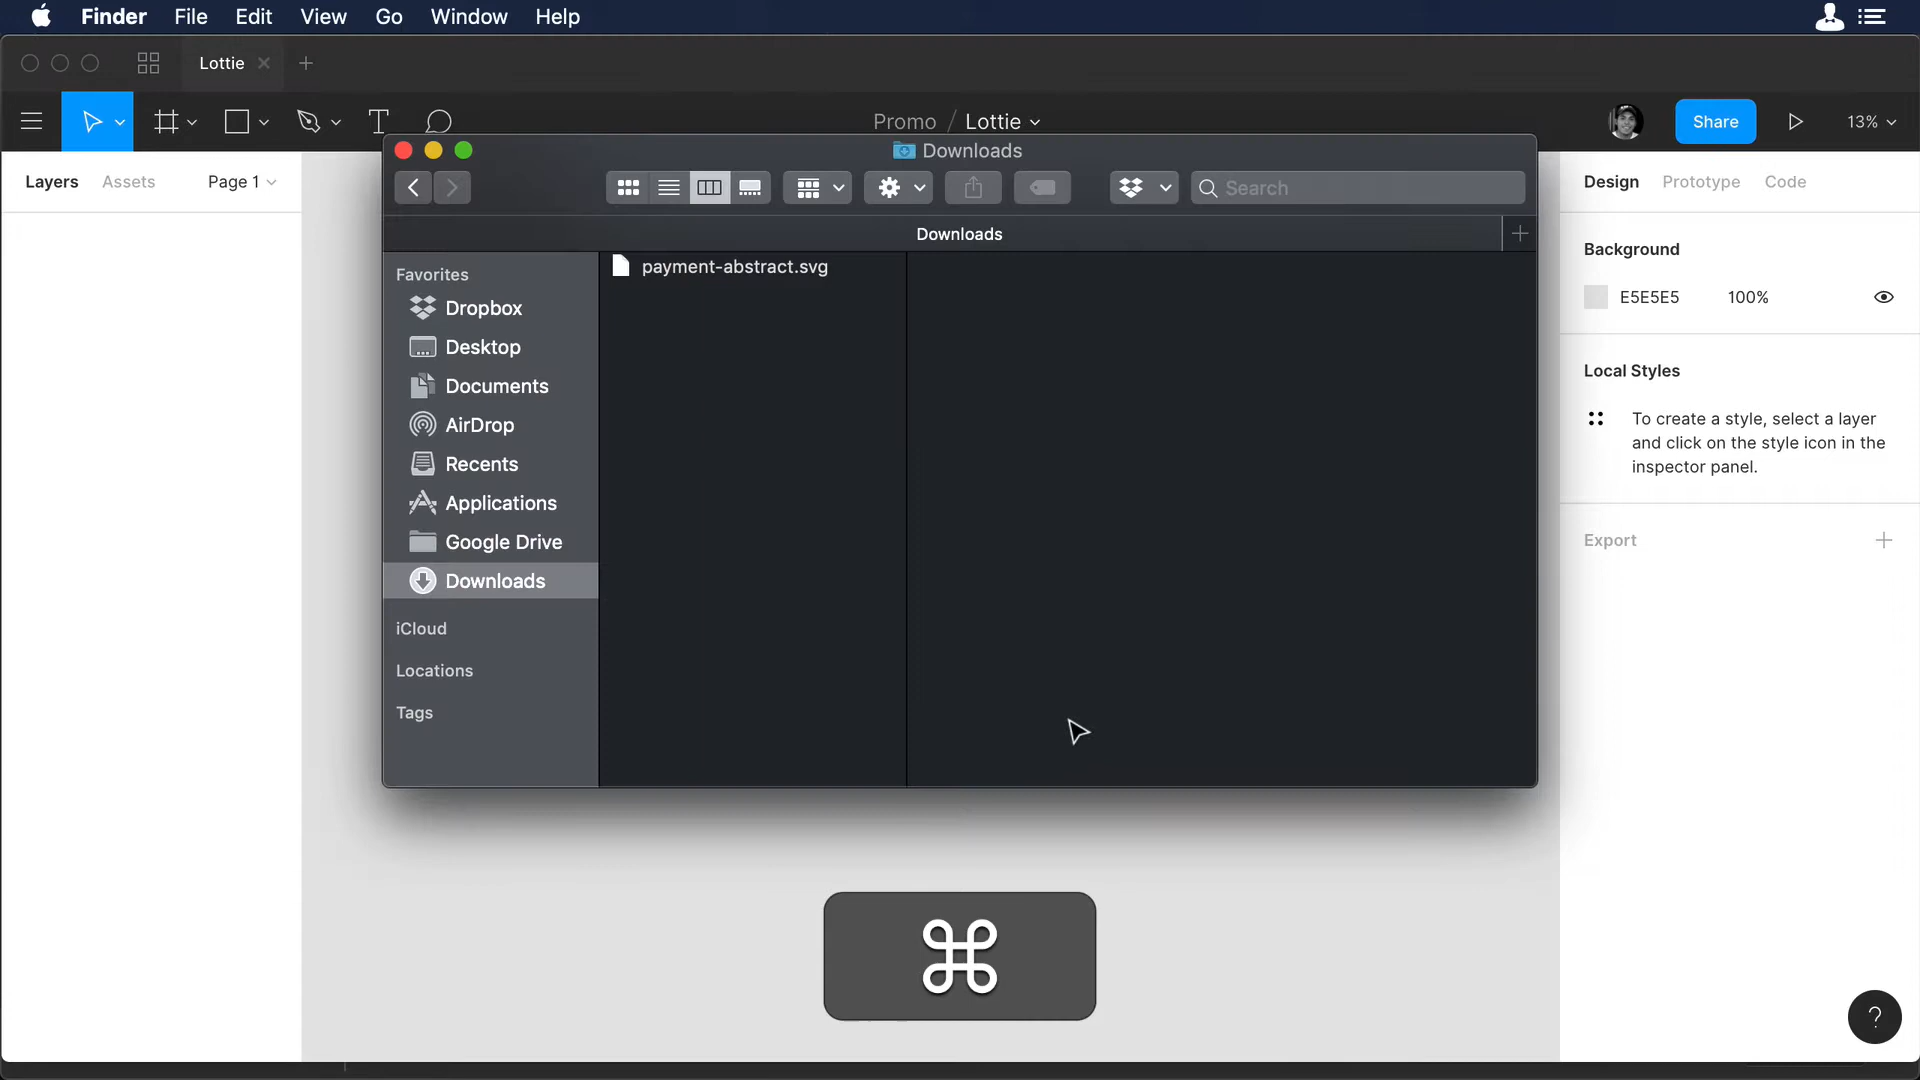 Finder File Edit View Go Window Help
Lottie
Promo / Lottie
Share
13%
Layers Assets Page 1
Downloads
Search
Downloads
Favorites
Dropbox
Desktop
Documents
AirDrop
Recents
Applications
Google Drive
Downloads
iCloud
Locations
Tags
payment-abstract.svg
Design Prototype Code
Background
E5E5E5 100%
Local Styles
To create a style, select a layer
and click on the style icon in the
inspector panel.
Export
⌘
?